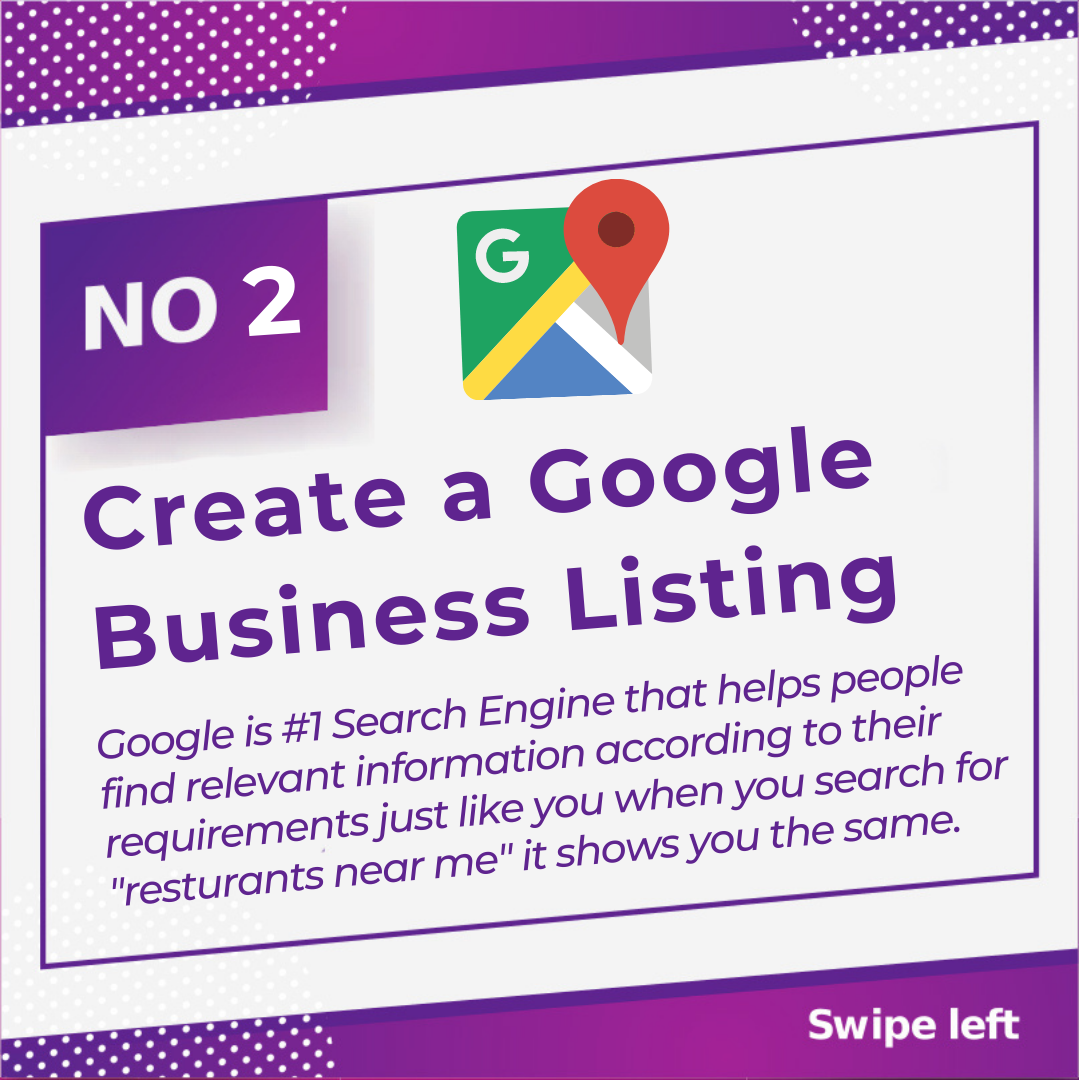 NO 2
G
Create a Google
Business Listing
Google is #1 Search Engine that helps people
find relevant information according to their
requirements just like you when you search for
"resturants near me" it shows you the same.
Swipe left